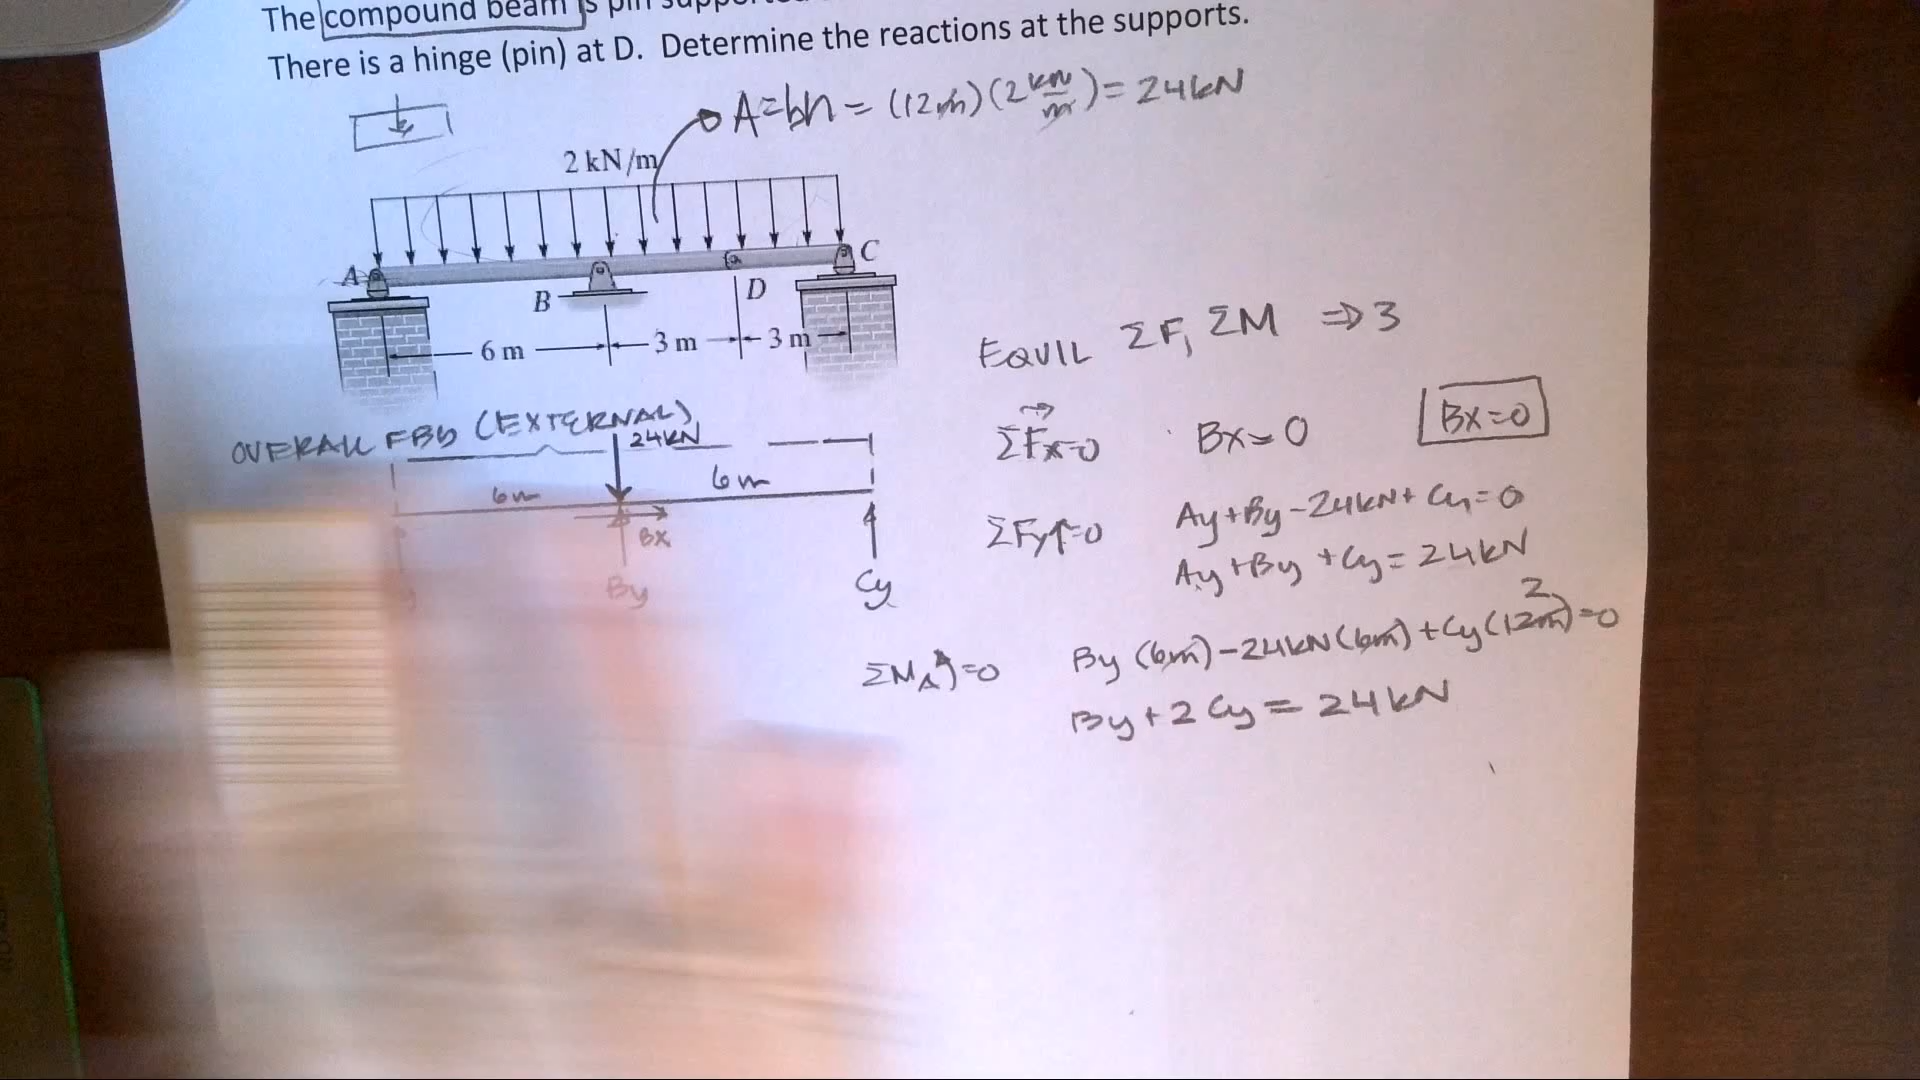 The compound beam is pin
There is a hinge (pin) at D. Determine the reactions at the supports.
A=bh = (12m)(2 kN/m) = 24kN
2 kN/m
A
C
B
D
6 m
3 m
3 m
EQUIL ΣF, ΣM ⇒ 3
OVERALL FBD (EXTERNAL)
24kN
6m
6m
Bx
By
Cy
ΣFx=0 Bx=0 Bx=0
ΣFy↑=0 Ay+By-24kN+Cy=0
Ay+By+Cy=24kN
2
ΣMA=0 By(6m)-24kN(6m)+Cy(12m)=0
By+2Cy=24kN